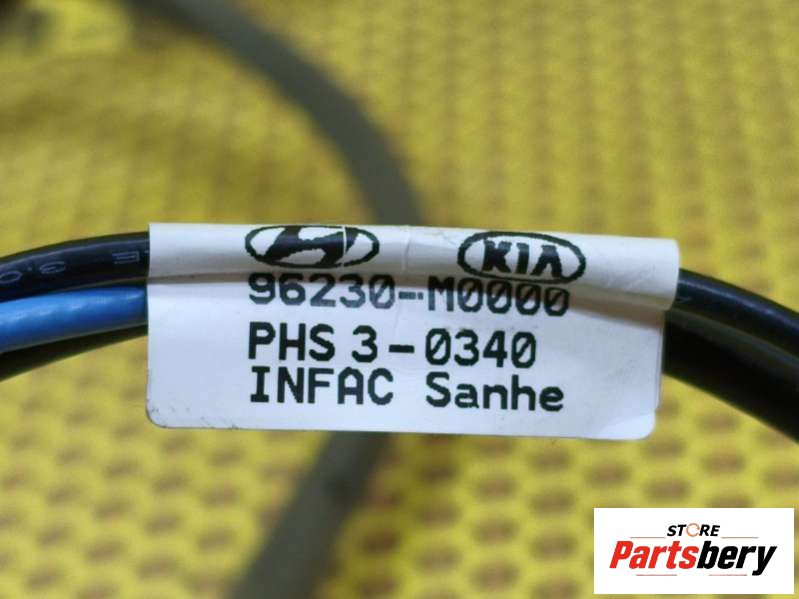 KIA
96230-M0000
PHS 3-0340
INFAC Sanhe
STORE
Partsbery